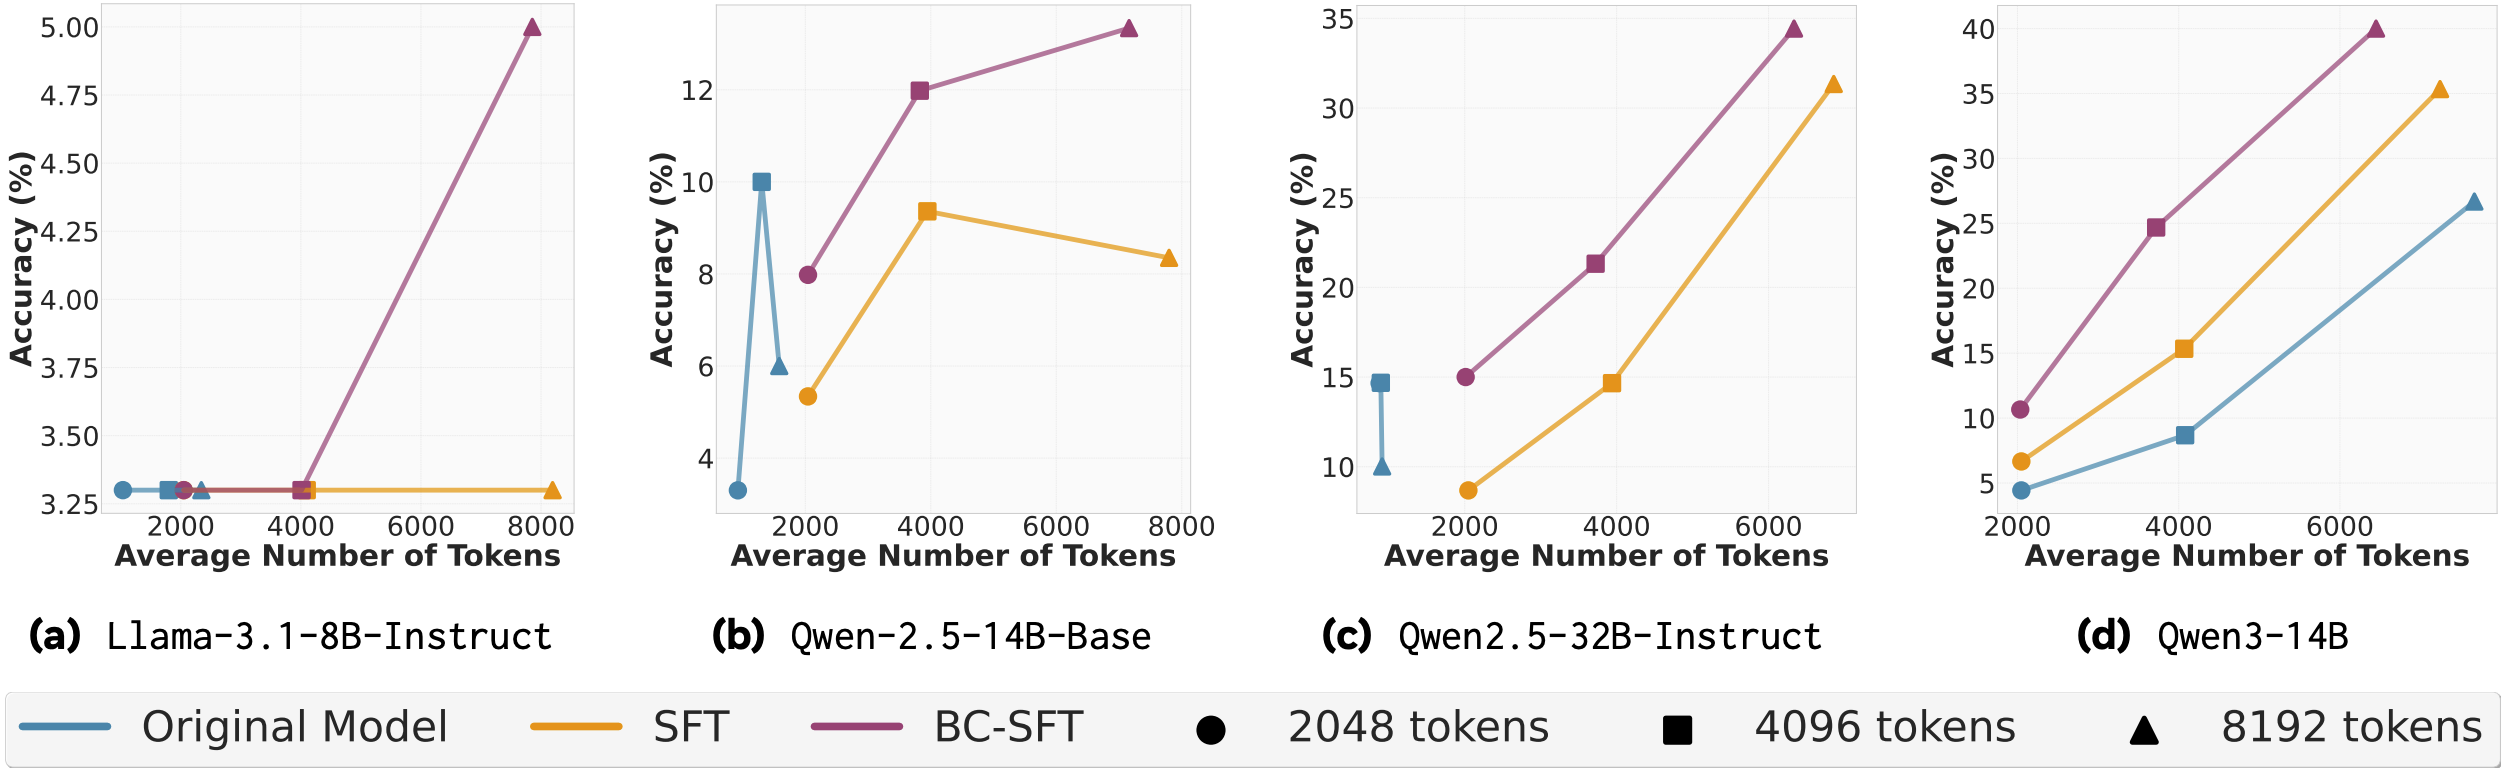 Accuracy (%)
5.00
4.75
4.50
4.25
4.00
3.75
3.50
3.25
2000 4000 6000 8000
Average Number of Tokens
(a) Llama-3.1-8B-Instruct
Accuracy (%)
12
10
8
6
4
2000 4000 6000 8000
Average Number of Tokens
(b) Qwen-2.5-14B-Base
Accuracy (%)
35
30
25
20
15
10
2000 4000 6000
Average Number of Tokens
(c) Qwen2.5-32B-Instruct
Accuracy (%)
40
35
30
25
20
15
10
5
2000 4000 6000
Average Number of Tokens
(d) Qwen3-14B
Original Model SFT BC-SFT 2048 tokens 4096 tokens 8192 tokens